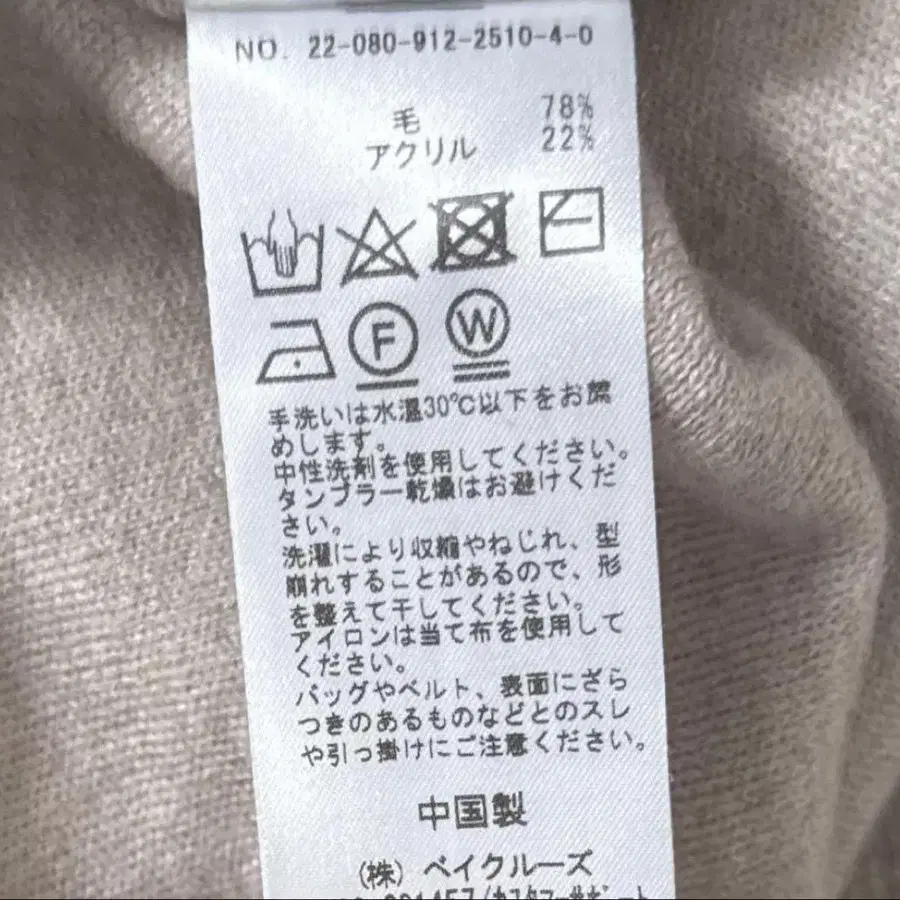 NO. 22-080-912-2510-4-0
毛 78%
アクリル 22%
F W
手洗いは水温30℃以下をお薦
めします。
中性洗剤を使用してください。
タンブラー乾燥はお避けくだ
さい。
洗濯により収縮やねじれ、型
崩れすることがあるので、形
を整えて干してください。
アイロンは当て布を使用して
ください。
バッグやベルト、表面にざら
つきのあるものなどとのスレ
や引っ掛けにご注意ください。
中国製
(株) ベイクルーズ